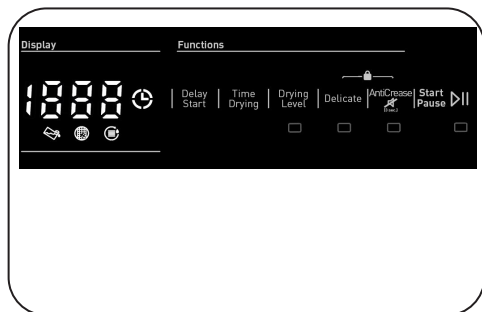 Display
Functions
1888
Delay
Start
Time
Drying
Drying
Level
Delicate
AntiCrease
Start
Pause